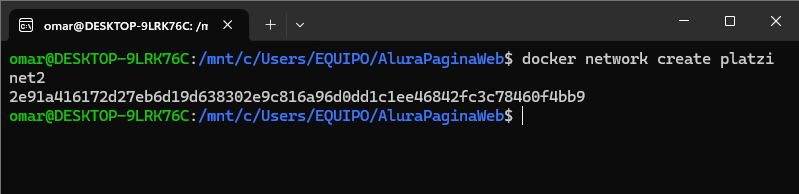 omar@DESKTOP-9LRK76C: /m
omar@DESKTOP-9LRK76C:/mnt/c/Users/EQUIPO/AluraPaginaWeb$ docker network create platzi
net2
2e91a416172d27eb6d19d638302e9c816a96d0dd1c1ee46842fc3c78460f4bb9
omar@DESKTOP-9LRK76C:/mnt/c/Users/EQUIPO/AluraPaginaWeb$